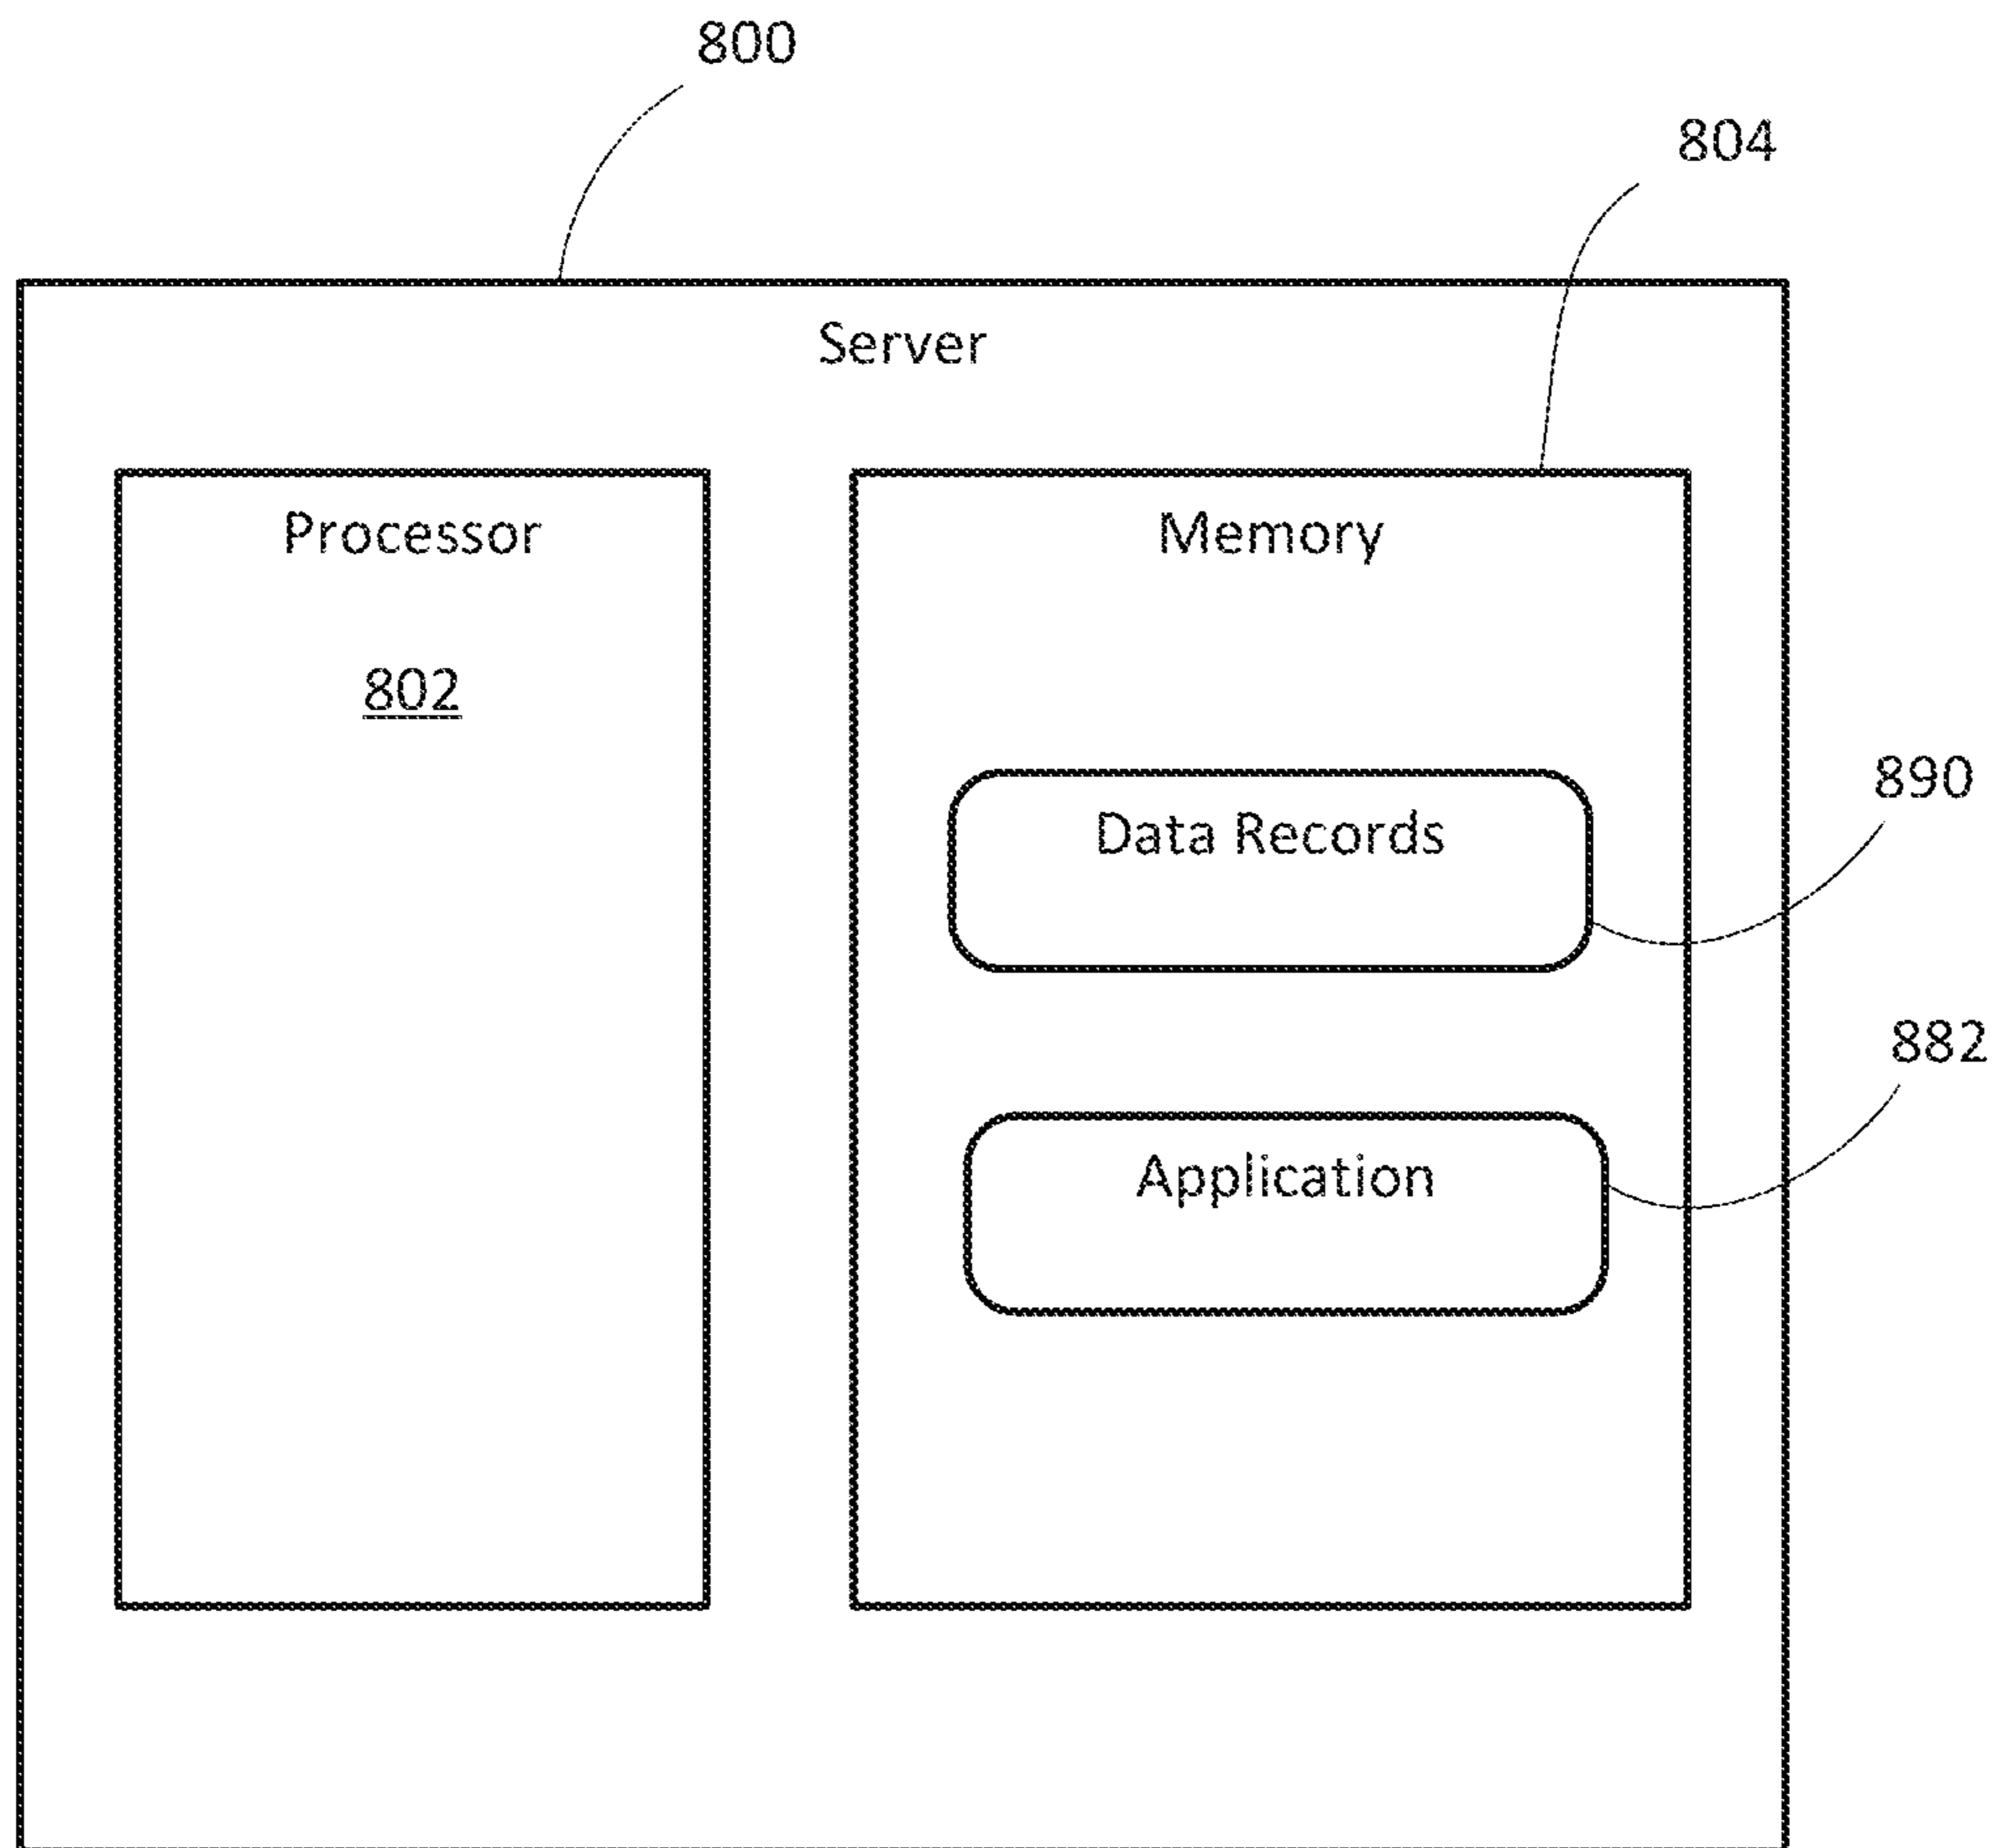 800
804
Server
Processor
Memory
802
890
Data Records
882
Application